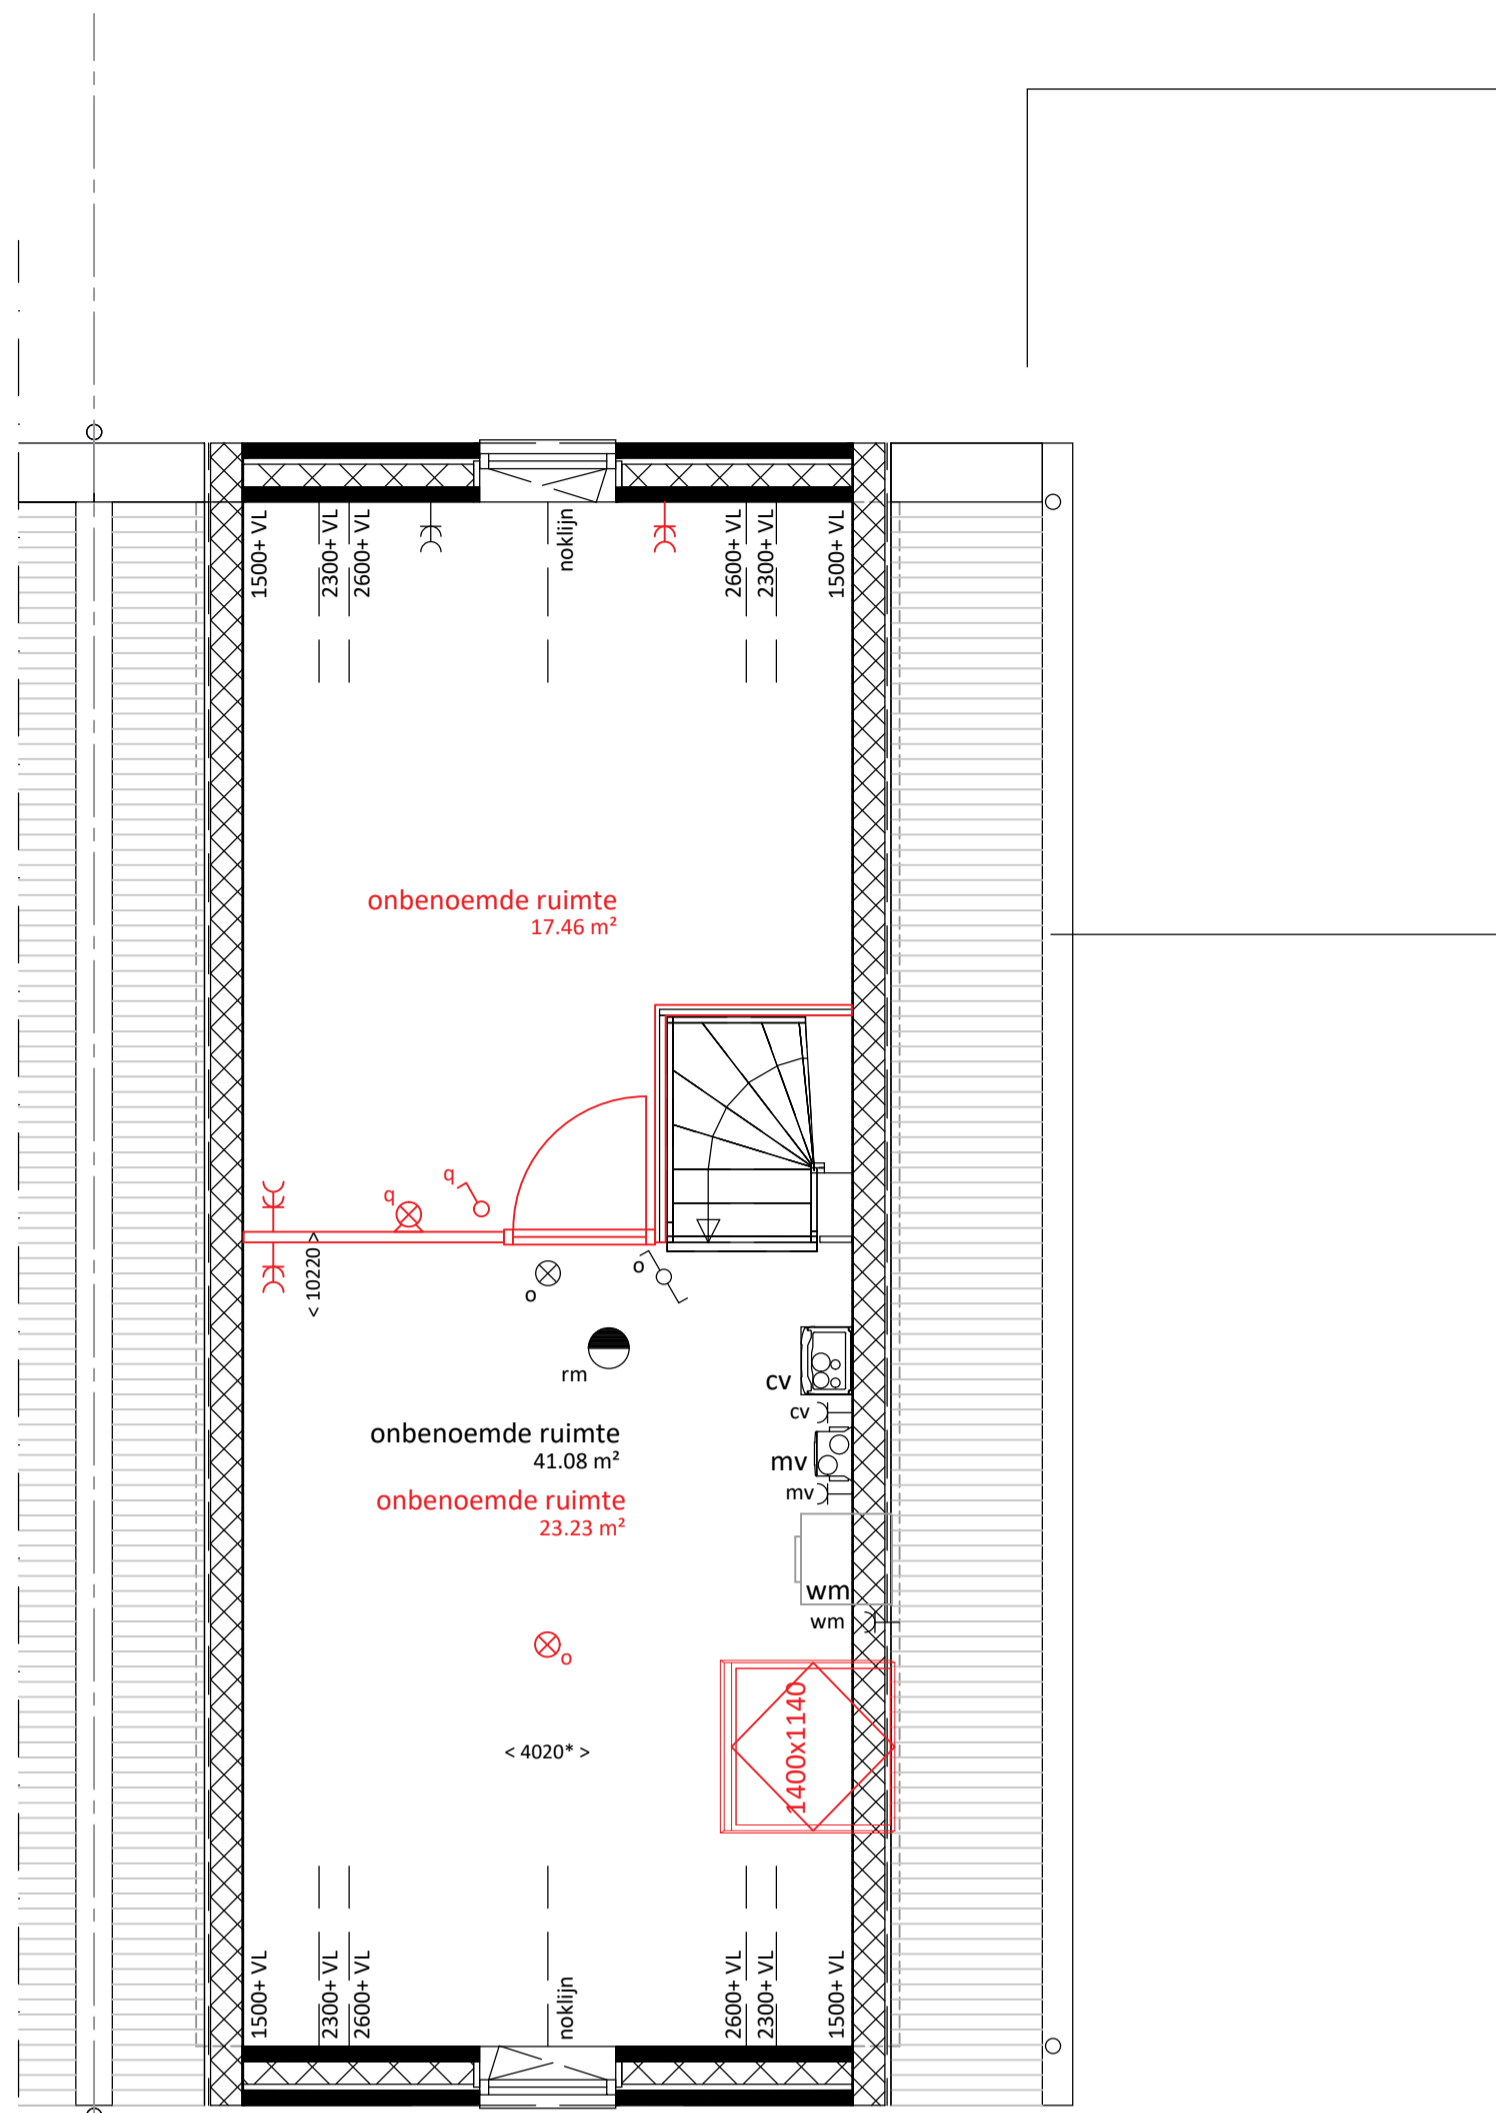 1500+ VL
2300+ VL
2600+ VL
noklijn
2600+ VL
2300+ VL
1500+ VL
onbenoemde ruimte
17.46 m²
q
q
< 10220 >
o
o
rm
cv
cv
onbenoemde ruimte
41.08 m²
mv
mv
onbenoemde ruimte
23.23 m²
wm
wm
o
1400x1140
< 4020* >
1500+ VL
2300+ VL
2600+ VL
noklijn
2600+ VL
2300+ VL
1500+ VL